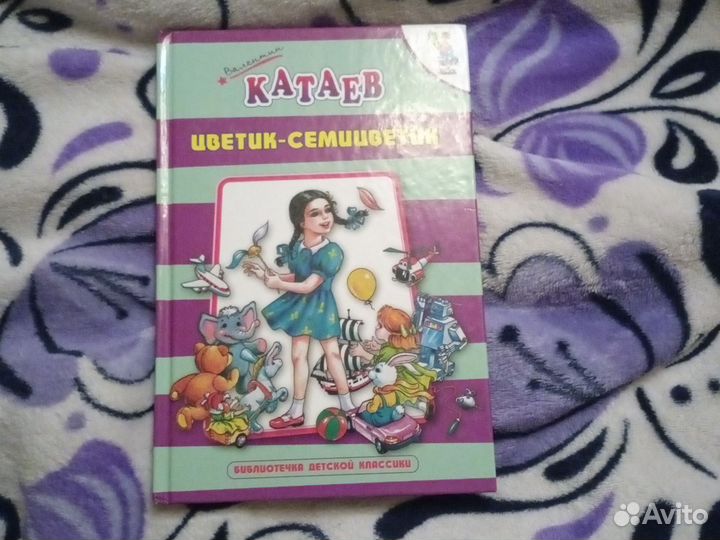 Валентин
КАТАЕВ
ЦВЕТИК-СЕМИЦВЕТИК
БИБЛИОТЕЧКА ДЕТСКОЙ КЛАССИКИ
Avito